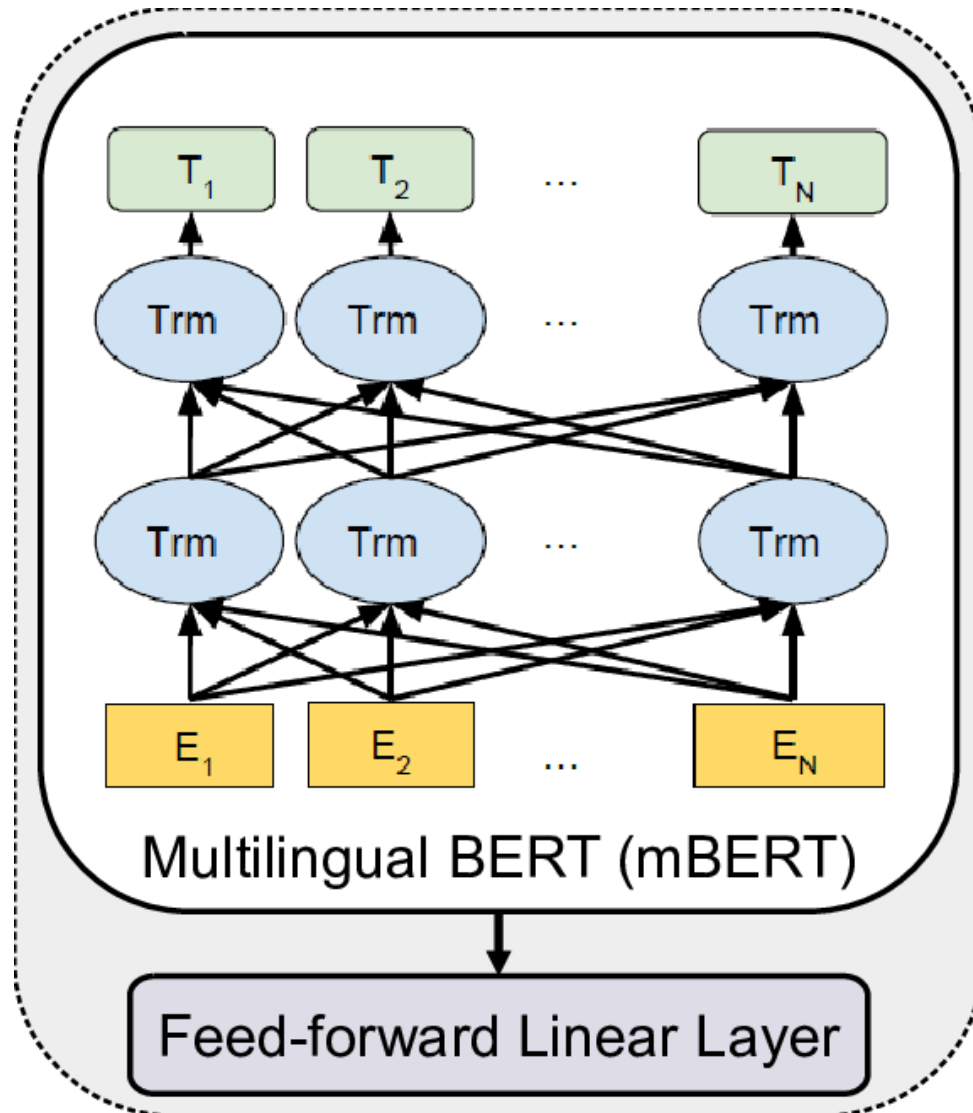 T1 T2 ... TN
Trm Trm ... Trm
Trm Trm ... Trm
E1 E2 ... EN
Multilingual BERT (mBERT)
Feed-forward Linear Layer